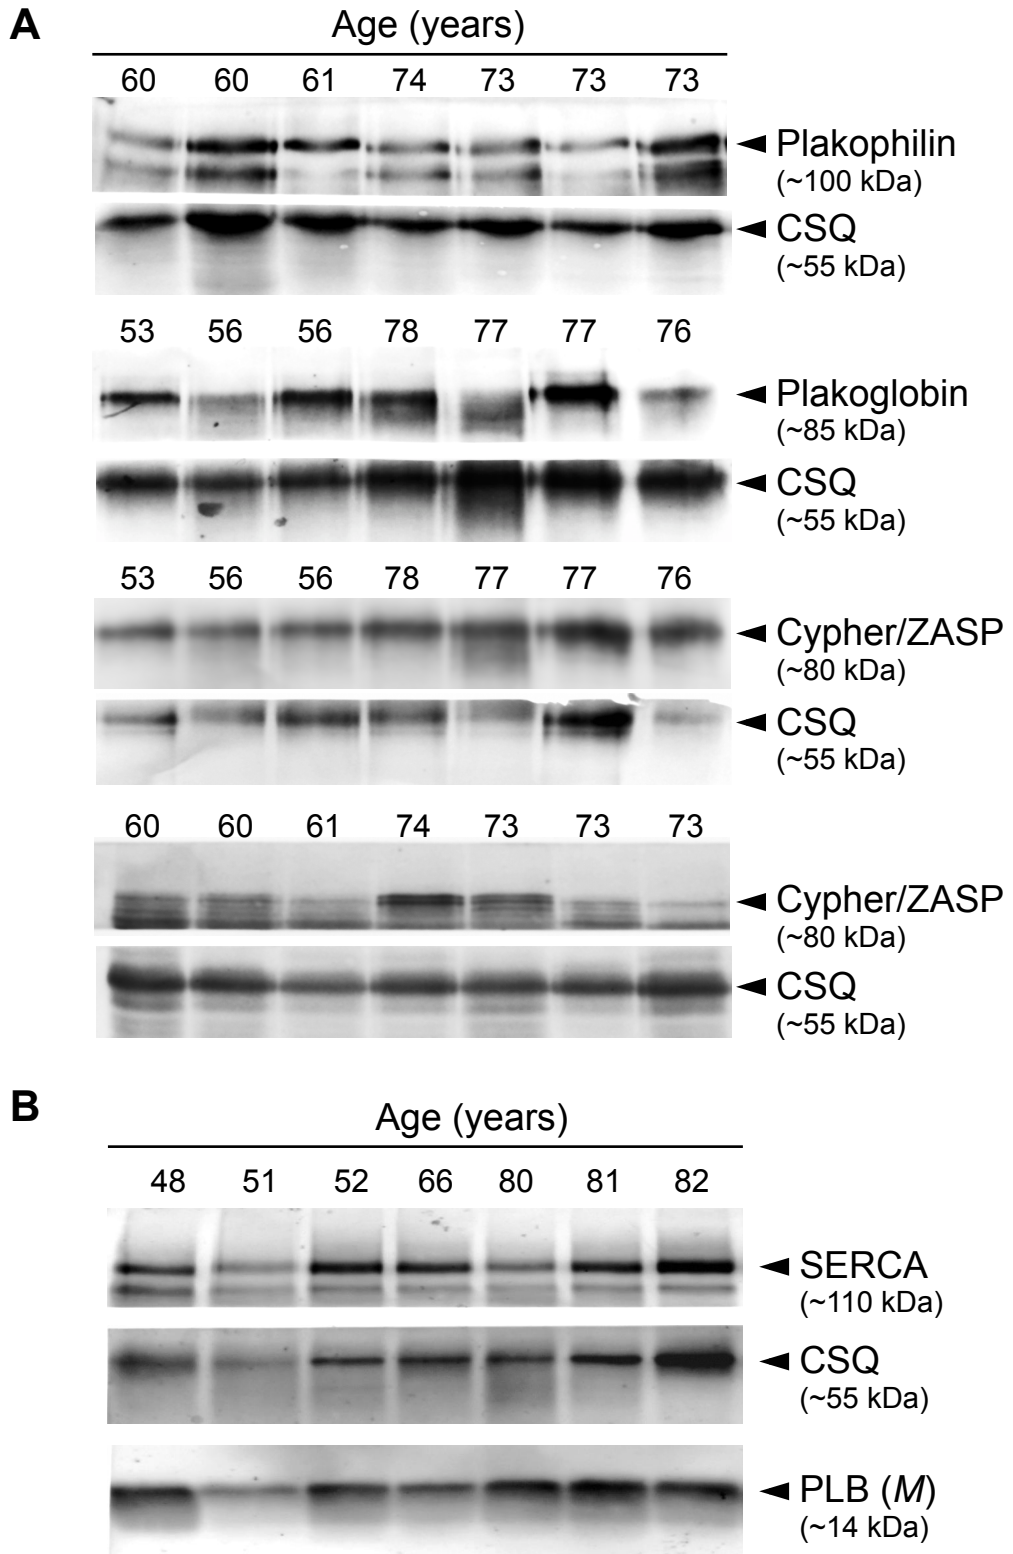 A
Age (years)
60 60 61 74 73 73 73
Plakophilin
(~100 kDa)
CSQ
(~55 kDa)
53 56 56 78 77 77 76
Plakoglobin
(~85 kDa)
CSQ
(~55 kDa)
53 56 56 78 77 77 76
Cypher/ZASP
(~80 kDa)
CSQ
(~55 kDa)
60 60 61 74 73 73 73
Cypher/ZASP
(~80 kDa)
CSQ
(~55 kDa)
B
Age (years)
48 51 52 66 80 81 82
SERCA
(~110 kDa)
CSQ
(~55 kDa)
PLB (M)
(~14 kDa)